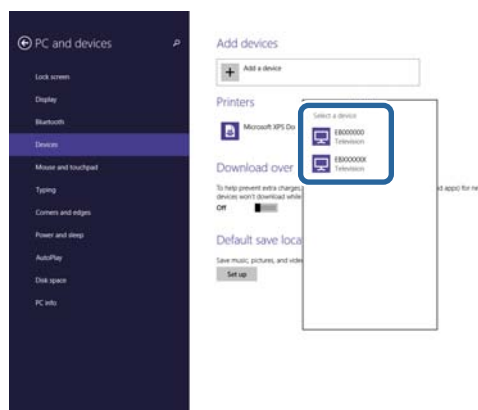 PC and devices
Lock screen
Display
Bluetooth
Devices
Mouse and touchpad
Typing
Corners and edges
Power and sleep
AutoPlay
Disk space
PC info
Add devices
Add a device
Printers
Microsoft XPS Do
Select a device
EB000000
Television
Television
Download over
To help prevent extra charges,
d apps) for ne
devices won't download while
Off
Default save loca
Save music, pictures, and vide
Set up